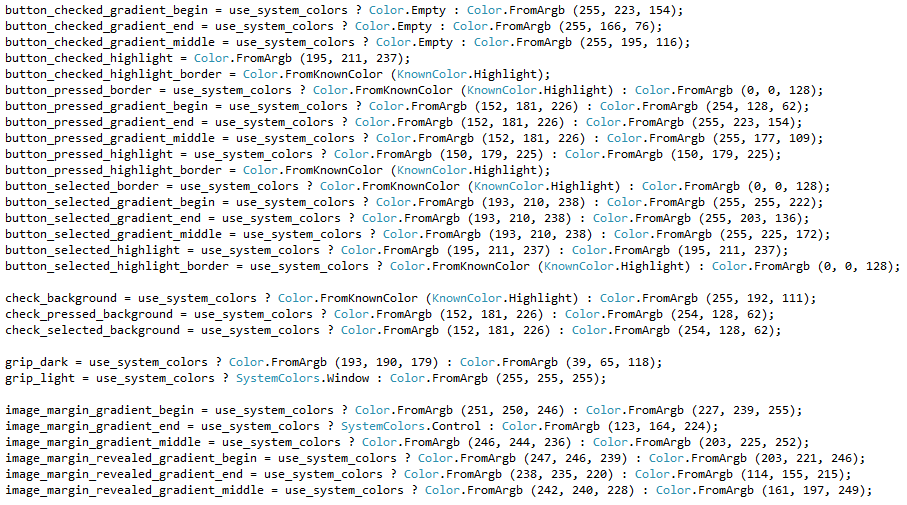 button_checked_gradient_begin = use_system_colors ? Color.Empty : Color.FromArgb (255, 223, 154);
button_checked_gradient_end = use_system_colors ? Color.Empty : Color.FromArgb (255, 166, 76);
button_checked_gradient_middle = use_system_colors ? Color.Empty : Color.FromArgb (255, 195, 116);
button_checked_highlight = Color.FromArgb (195, 211, 237);
button_checked_highlight_border = Color.FromKnownColor (KnownColor.Highlight);
button_pressed_border = use_system_colors ? Color.FromKnownColor (KnownColor.Highlight) : Color.FromArgb (0, 0, 128);
button_pressed_gradient_begin = use_system_colors ? Color.FromArgb (152, 181, 226) : Color.FromArgb (254, 128, 62);
button_pressed_gradient_end = use_system_colors ? Color.FromArgb (152, 181, 226) : Color.FromArgb (255, 223, 154);
button_pressed_gradient_middle = use_system_colors ? Color.FromArgb (152, 181, 226) : Color.FromArgb (255, 177, 109);
button_pressed_highlight = use_system_colors ? Color.FromArgb (150, 179, 225) : Color.FromArgb (150, 179, 225);
button_pressed_highlight_border = Color.FromKnownColor (KnownColor.Highlight);
button_selected_border = use_system_colors ? Color.FromKnownColor (KnownColor.Highlight) : Color.FromArgb (0, 0, 128);
button_selected_gradient_begin = use_system_colors ? Color.FromArgb (193, 210, 238) : Color.FromArgb (255, 255, 222);
button_selected_gradient_end = use_system_colors ? Color.FromArgb (193, 210, 238) : Color.FromArgb (255, 203, 136);
button_selected_gradient_middle = use_system_colors ? Color.FromArgb (193, 210, 238) : Color.FromArgb (255, 225, 172);
button_selected_highlight = use_system_colors ? Color.FromArgb (195, 211, 237) : Color.FromArgb (195, 211, 237);
button_selected_highlight_border = use_system_colors ? Color.FromKnownColor (KnownColor.Highlight) : Color.FromArgb (0, 0, 128);
check_background = use_system_colors ? Color.FromKnownColor (KnownColor.Highlight) : Color.FromArgb (255, 192, 111);
check_pressed_background = use_system_colors ? Color.FromArgb (152, 181, 226) : Color.FromArgb (254, 128, 62);
check_selected_background = use_system_colors ? Color.FromArgb (152, 181, 226) : Color.FromArgb (254, 128, 62);
grip_dark = use_system_colors ? Color.FromArgb (193, 190, 179) : Color.FromArgb (39, 65, 118);
grip_light = use_system_colors ? SystemColors.Window : Color.FromArgb (255, 255, 255);
image_margin_gradient_begin = use_system_colors ? Color.FromArgb (251, 250, 246) : Color.FromArgb (227, 239, 255);
image_margin_gradient_end = use_system_colors ? SystemColors.Control : Color.FromArgb (123, 164, 224);
image_margin_gradient_middle = use_system_colors ? Color.FromArgb (246, 244, 236) : Color.FromArgb (203, 225, 252);
image_margin_revealed_gradient_begin = use_system_colors ? Color.FromArgb (247, 246, 239) : Color.FromArgb (203, 221, 246);
image_margin_revealed_gradient_end = use_system_colors ? Color.FromArgb (238, 235, 220) : Color.FromArgb (114, 155, 215);
image_margin_revealed_gradient_middle = use_system_colors ? Color.FromArgb (242, 240, 228) : Color.FromArgb (161, 197, 249);